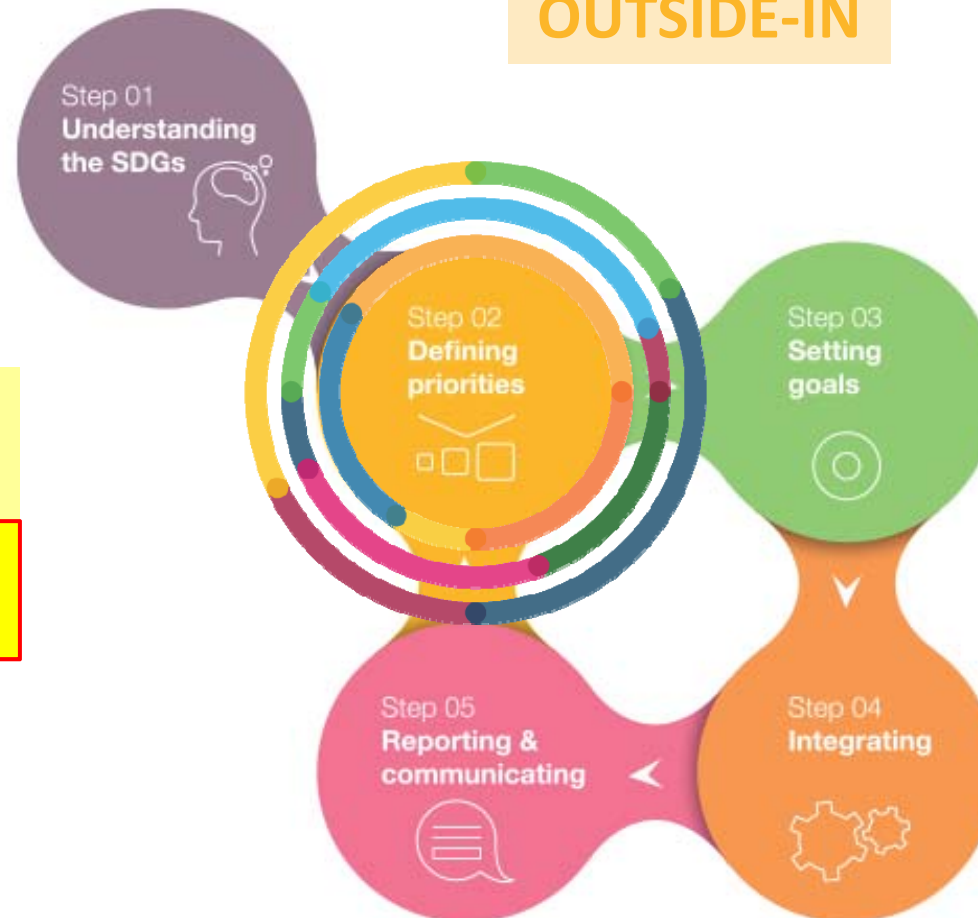 OUTSIDE-IN
Step 01
Understanding
the SDGs
Step 02
Defining
priorities
Step 03
Setting
goals
Step 04
Integrating
Step 05
Reporting &
communicating